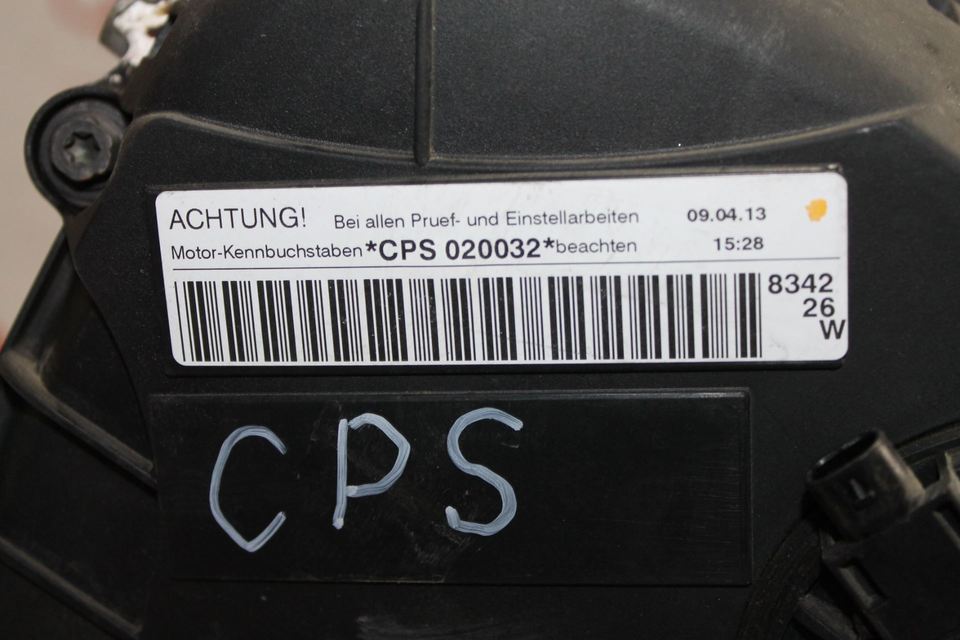 ACHTUNG! Bei allen Pruef- und Einstellarbeiten 09.04.13
Motor-Kennbuchstaben *CPS 020032* beachten 15:28
8342
26
W
CPS